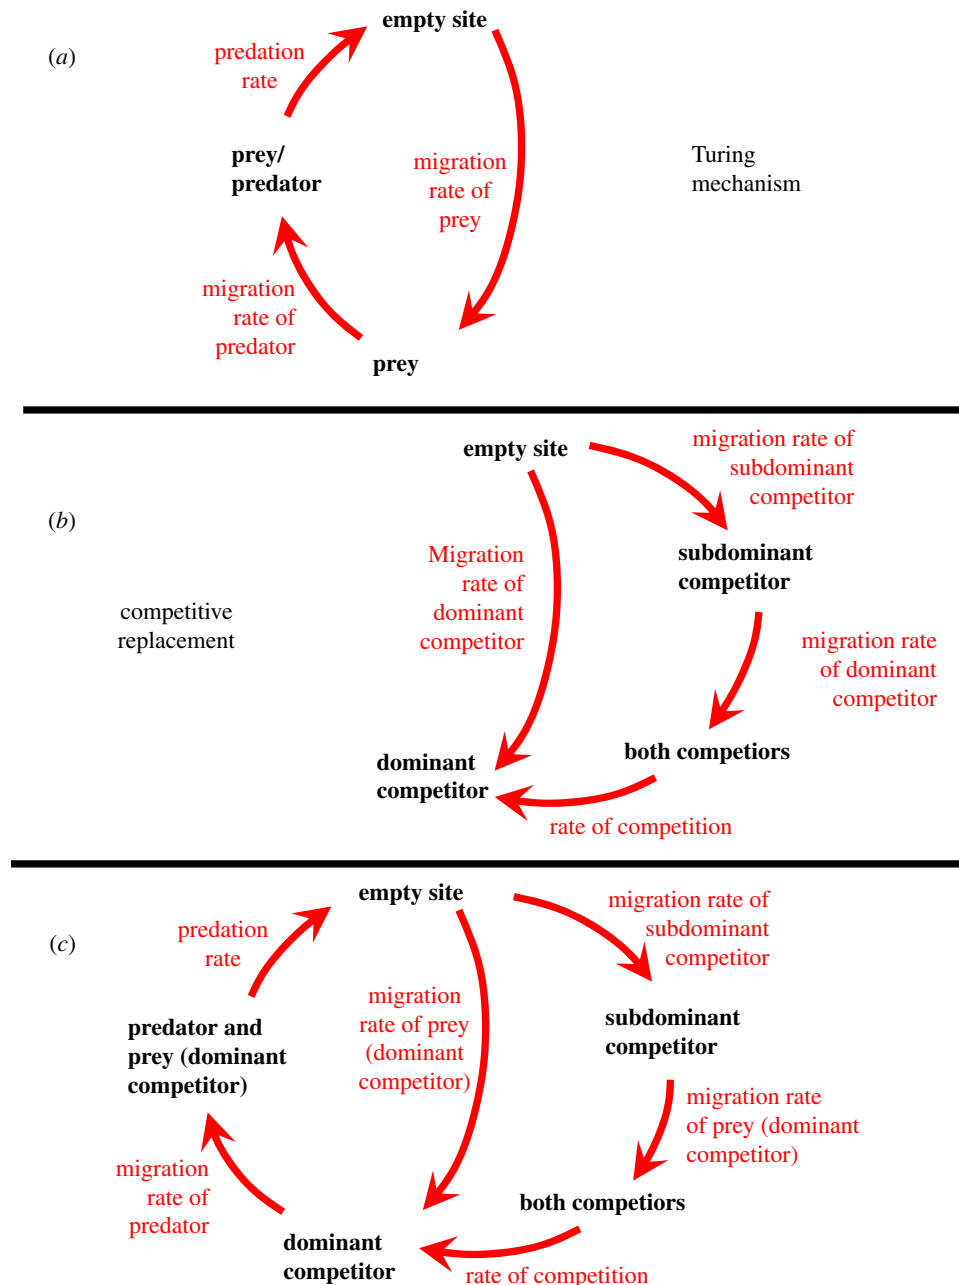 (a)
empty site
predation
rate
prey/
predator
migration
rate of
prey
Turing
mechanism
migration
rate of
predator
prey
(b)
empty site
migration rate of
subdominant
competitor
Migration
rate of
dominant
competitor
subdominant
competitor
competitive
replacement
migration rate
of dominant
competitor
both competiors
dominant
competitor
rate of competition
(c)
empty site
predation
rate
migration rate of
subdominant
competitor
migration
rate of prey
(dominant
competitor)
predator and
prey (dominant
competitor)
subdominant
competitor
migration rate
of prey (dominant
competitor)
migration
rate of
predator
both competiors
dominant
competitor
rate of competition